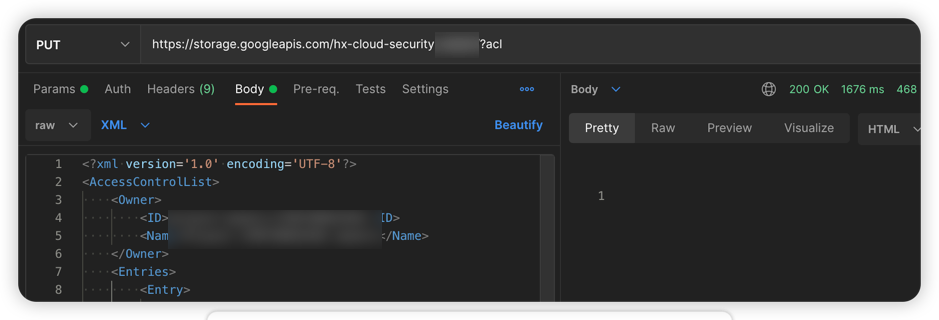 PUT https://storage.googleapis.com/hx-cloud-security ?acl
Params Auth Headers (9) Body Pre-req. Tests Settings
Body 200 OK 1676 ms 468
raw XML Beautify
Pretty Raw Preview Visualize HTML
1 <?xml version='1.0' encoding='UTF-8'?>
2 <AccessControlList>
3 <Owner>
4 <ID> ID>
5 <Nam </Name>
6 </Owner>
7 <Entries>
8 <Entry>
1